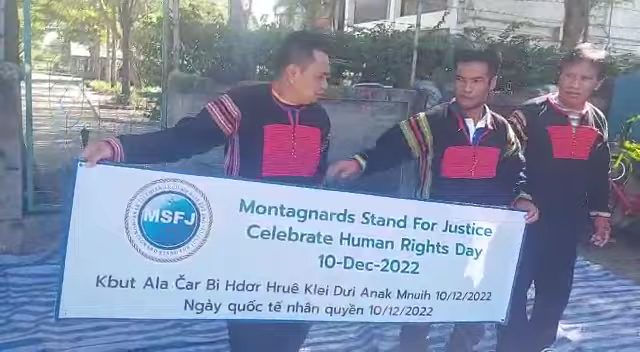 MSFJ
Montagnards Stand For Justice
Celebrate Human Rights Day
10-Dec-2022
Kbut Ala Čar Bi Hdơr Hruê Klei Dưi Anak Mnuih 10/12/2022
Ngày quốc tế nhân quyền 10/12/2022